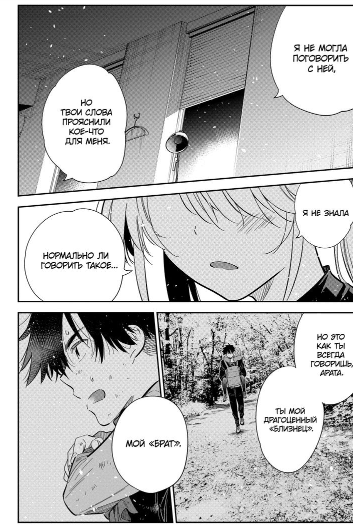 Я НЕ МОГЛА
ПОГОВОРИТЬ
С НЕЙ,
НО
ТВОИ СЛОВА
ПРОЯСНИЛИ
КОЕ-ЧТО
ДЛЯ МЕНЯ.
Я НЕ ЗНАЛА
НОРМАЛЬНО ЛИ
ГОВОРИТЬ ТАКОЕ...
НО ЭТО
КАК ТЫ
ВСЕГДА
ГОВОРИШЬ,
АРАТА.
ТЫ МОЙ
ДРАГОЦЕННЫЙ
«БЛИЗНЕЦ».
МОЙ «БРАТ».